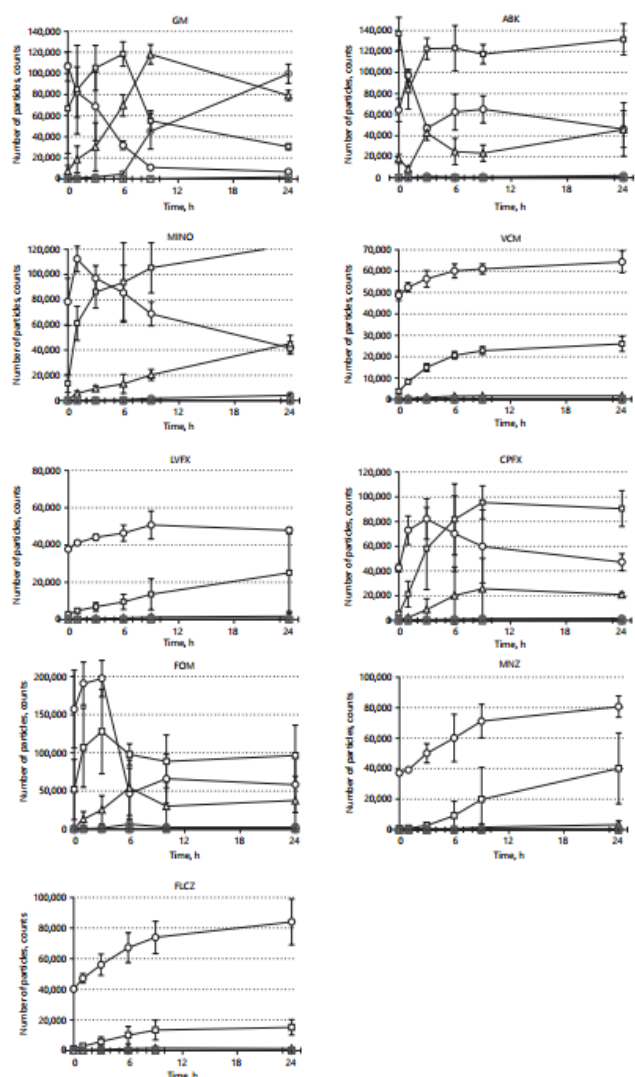 GM
Number of particles, counts
140,000
120,000
100,000
80,000
60,000
40,000
20,000
0
0 6 12 18 24
Time, h
ABK
Number of particles, counts
140,000
120,000
100,000
80,000
60,000
40,000
20,000
0
0 6 12 18 24
Time, h
MINO
Number of particles, counts
120,000
100,000
80,000
60,000
40,000
20,000
0
0 6 12 18 24
Time, h
VCM
Number of particles, counts
70,000
60,000
50,000
40,000
30,000
20,000
10,000
0
0 6 12 18 24
Time, h
LVFX
Number of particles, counts
80,000
60,000
40,000
20,000
0
0 6 12 18 24
Time, h
CPFX
Number of particles, counts
120,000
100,000
80,000
60,000
40,000
20,000
0
0 6 12 18 24
Time, h
FOM
Number of particles, counts
200,000
150,000
100,000
50,000
0
0 6 12 18 24
Time, h
MNZ
Number of particles, counts
100,000
80,000
60,000
40,000
20,000
0
0 6 12 18 24
Time, h
FLCZ
Number of particles, counts
100,000
80,000
60,000
40,000
20,000
0
0 6 12 18 24
Time, h